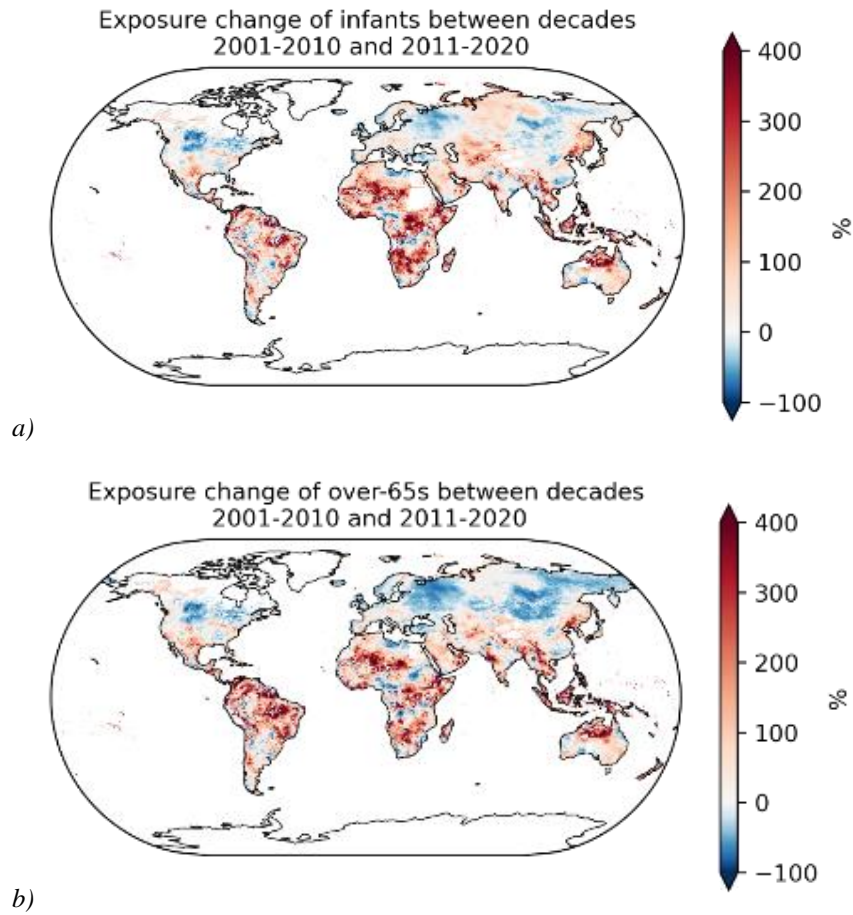 Exposure change of infants between decades
2001-2010 and 2011-2020
400
300
200
100
0
−100
%
a)
Exposure change of over-65s between decades
2001-2010 and 2011-2020
400
300
200
100
0
−100
%
b)